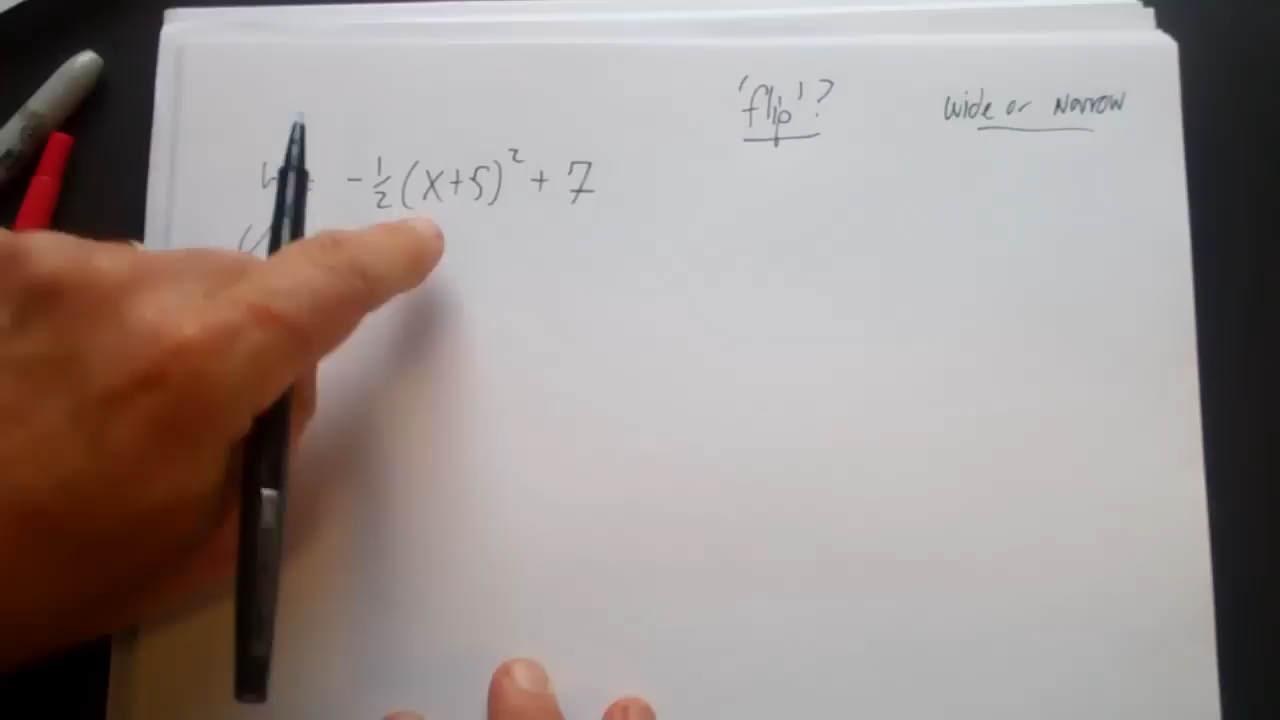 'flip'?
wide or Narrow
-½(x+5)² + 7